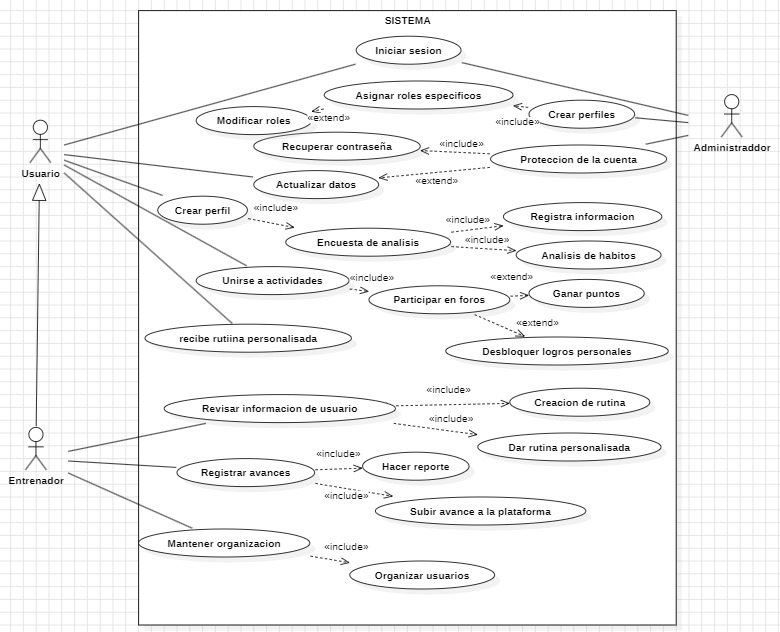 SISTEMA
Iniciar sesion
Asignar roles especificos
Modificar roles
«extend»
Crear perfiles
«include»
Administraddor
Usuario
Recuperar contraseña
«include»
Proteccion de la cuenta
Actualizar datos
«extend»
Crear perfil
«include»
Registra informacion
«include»
Encuesta de analisis
«include»
Analisis de habitos
Unirse a actividades
«include»
«extend»
Participar en foros
Ganar puntos
«extend»
recibe rutiina personalisada
Desbloquer logros personales
«include»
Revisar informacion de usuario
Creacion de rutina
«include»
Dar rutina personalisada
Entrenador
«include»
Registrar avances
Hacer reporte
«include»
Subir avance a la plataforma
Mantener organizacion
«include»
Organizar usuarios